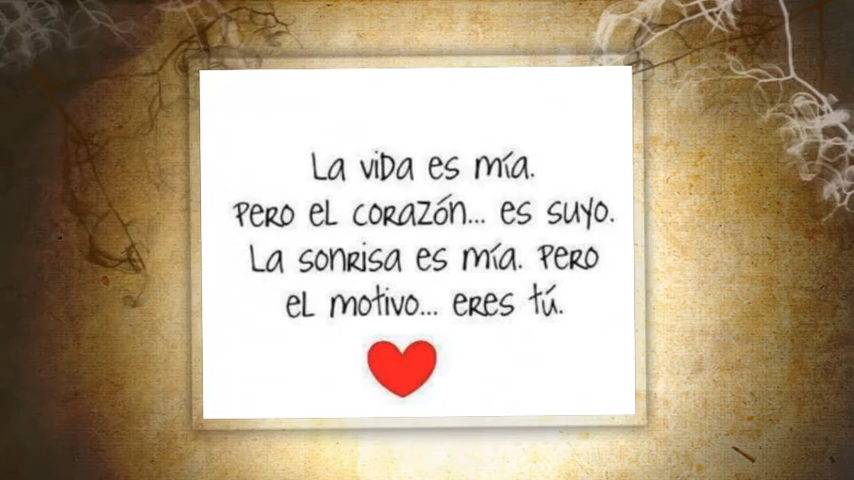 La vida es mía.
Pero el corazón... es suyo.
La sonrisa es mía. Pero
el motivo... eres tú.